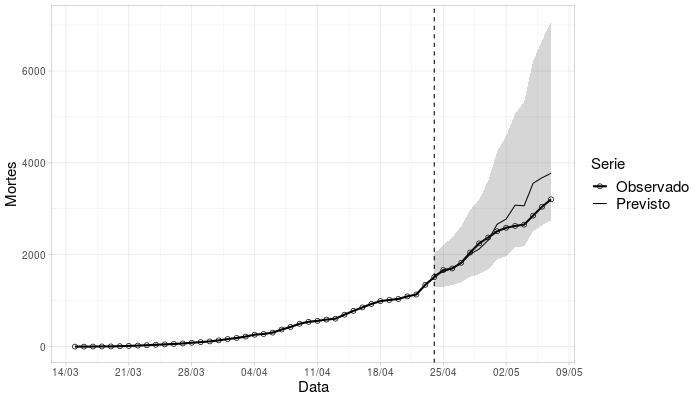 6000
4000
2000
0
Mortes
14/03 21/03 28/03 04/04 11/04 18/04 25/04 02/05 09/05
Data
Serie
Observado
Previsto